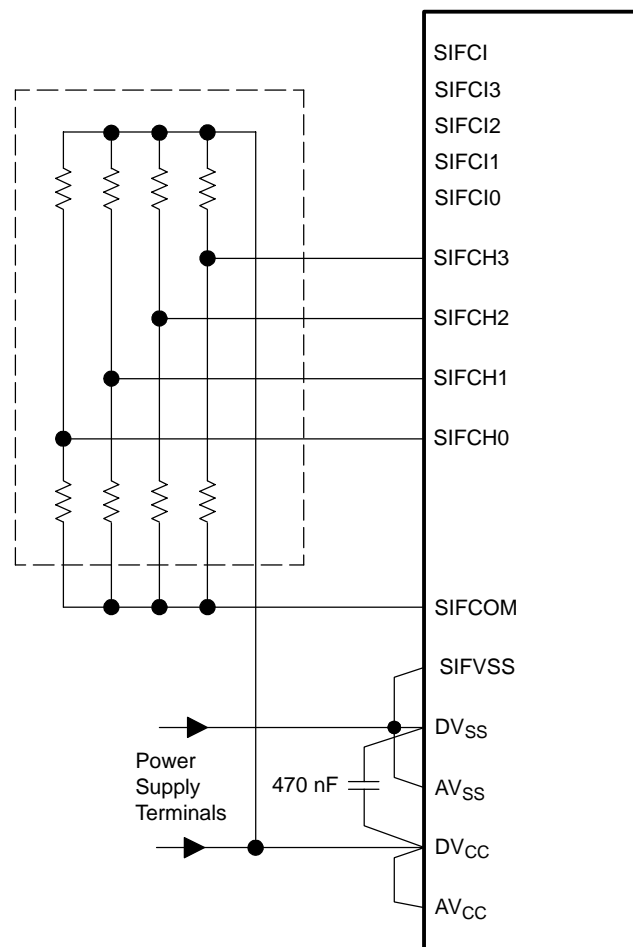 SIFCI
SIFCI3
SIFCI2
SIFCI1
SIFCI0
SIFCH3
SIFCH2
SIFCH1
SIFCH0
SIFCOM
SIFVSS
DVSS
Power
Supply
Terminals
470 nF
AVSS
DVCC
AVCC